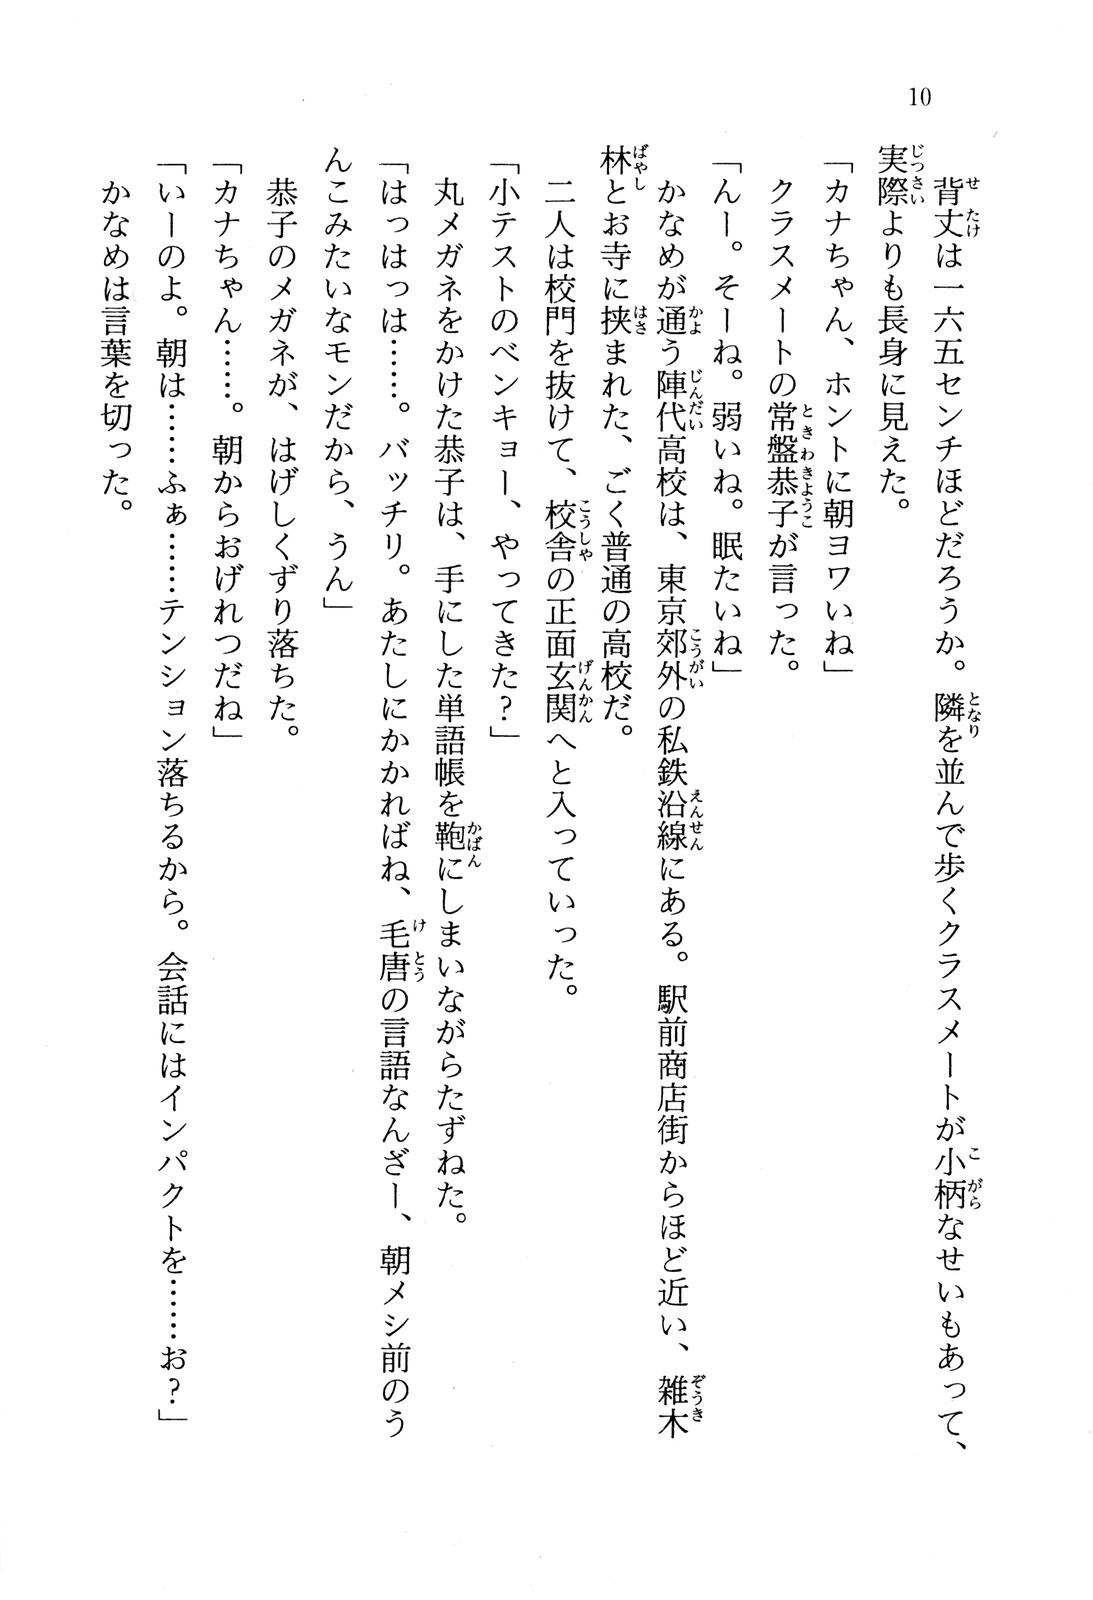 10
背丈は一六五センチほどだろうか。隣を並んで歩くクラスメートが小柄なせいもあって、
実際よりも長身に見えた。
「カナちゃん、ホントに朝ヨワいね」
クラスメートの常盤恭子が言った。
「んー。そーね。弱いね。眠たいね」
かなめが通う陣代高校は、東京郊外の私鉄沿線にある。駅前商店街からほど近い、雑木
林とお寺に挟まれた、ごく普通の高校だ。
二人は校門を抜けて、校舎の正面玄関へと入っていった。
「小テストのベンキョー、やってきた？」
丸メガネをかけた恭子は、手にした単語帳を鞄にしまいながらたずねた。
「はっはっは……。バッチリ。あたしにかかればね、毛唐の言語なんざー、朝メシ前のう
んこみたいなモンだから、うん」
恭子のメガネが、はげしくずり落ちた。
「カナちゃん……。朝からおげれつだね」
「いーのよ。朝は……ふぁ……テンション落ちるから。会話にはインパクトを……お？」
かなめは言葉を切った。